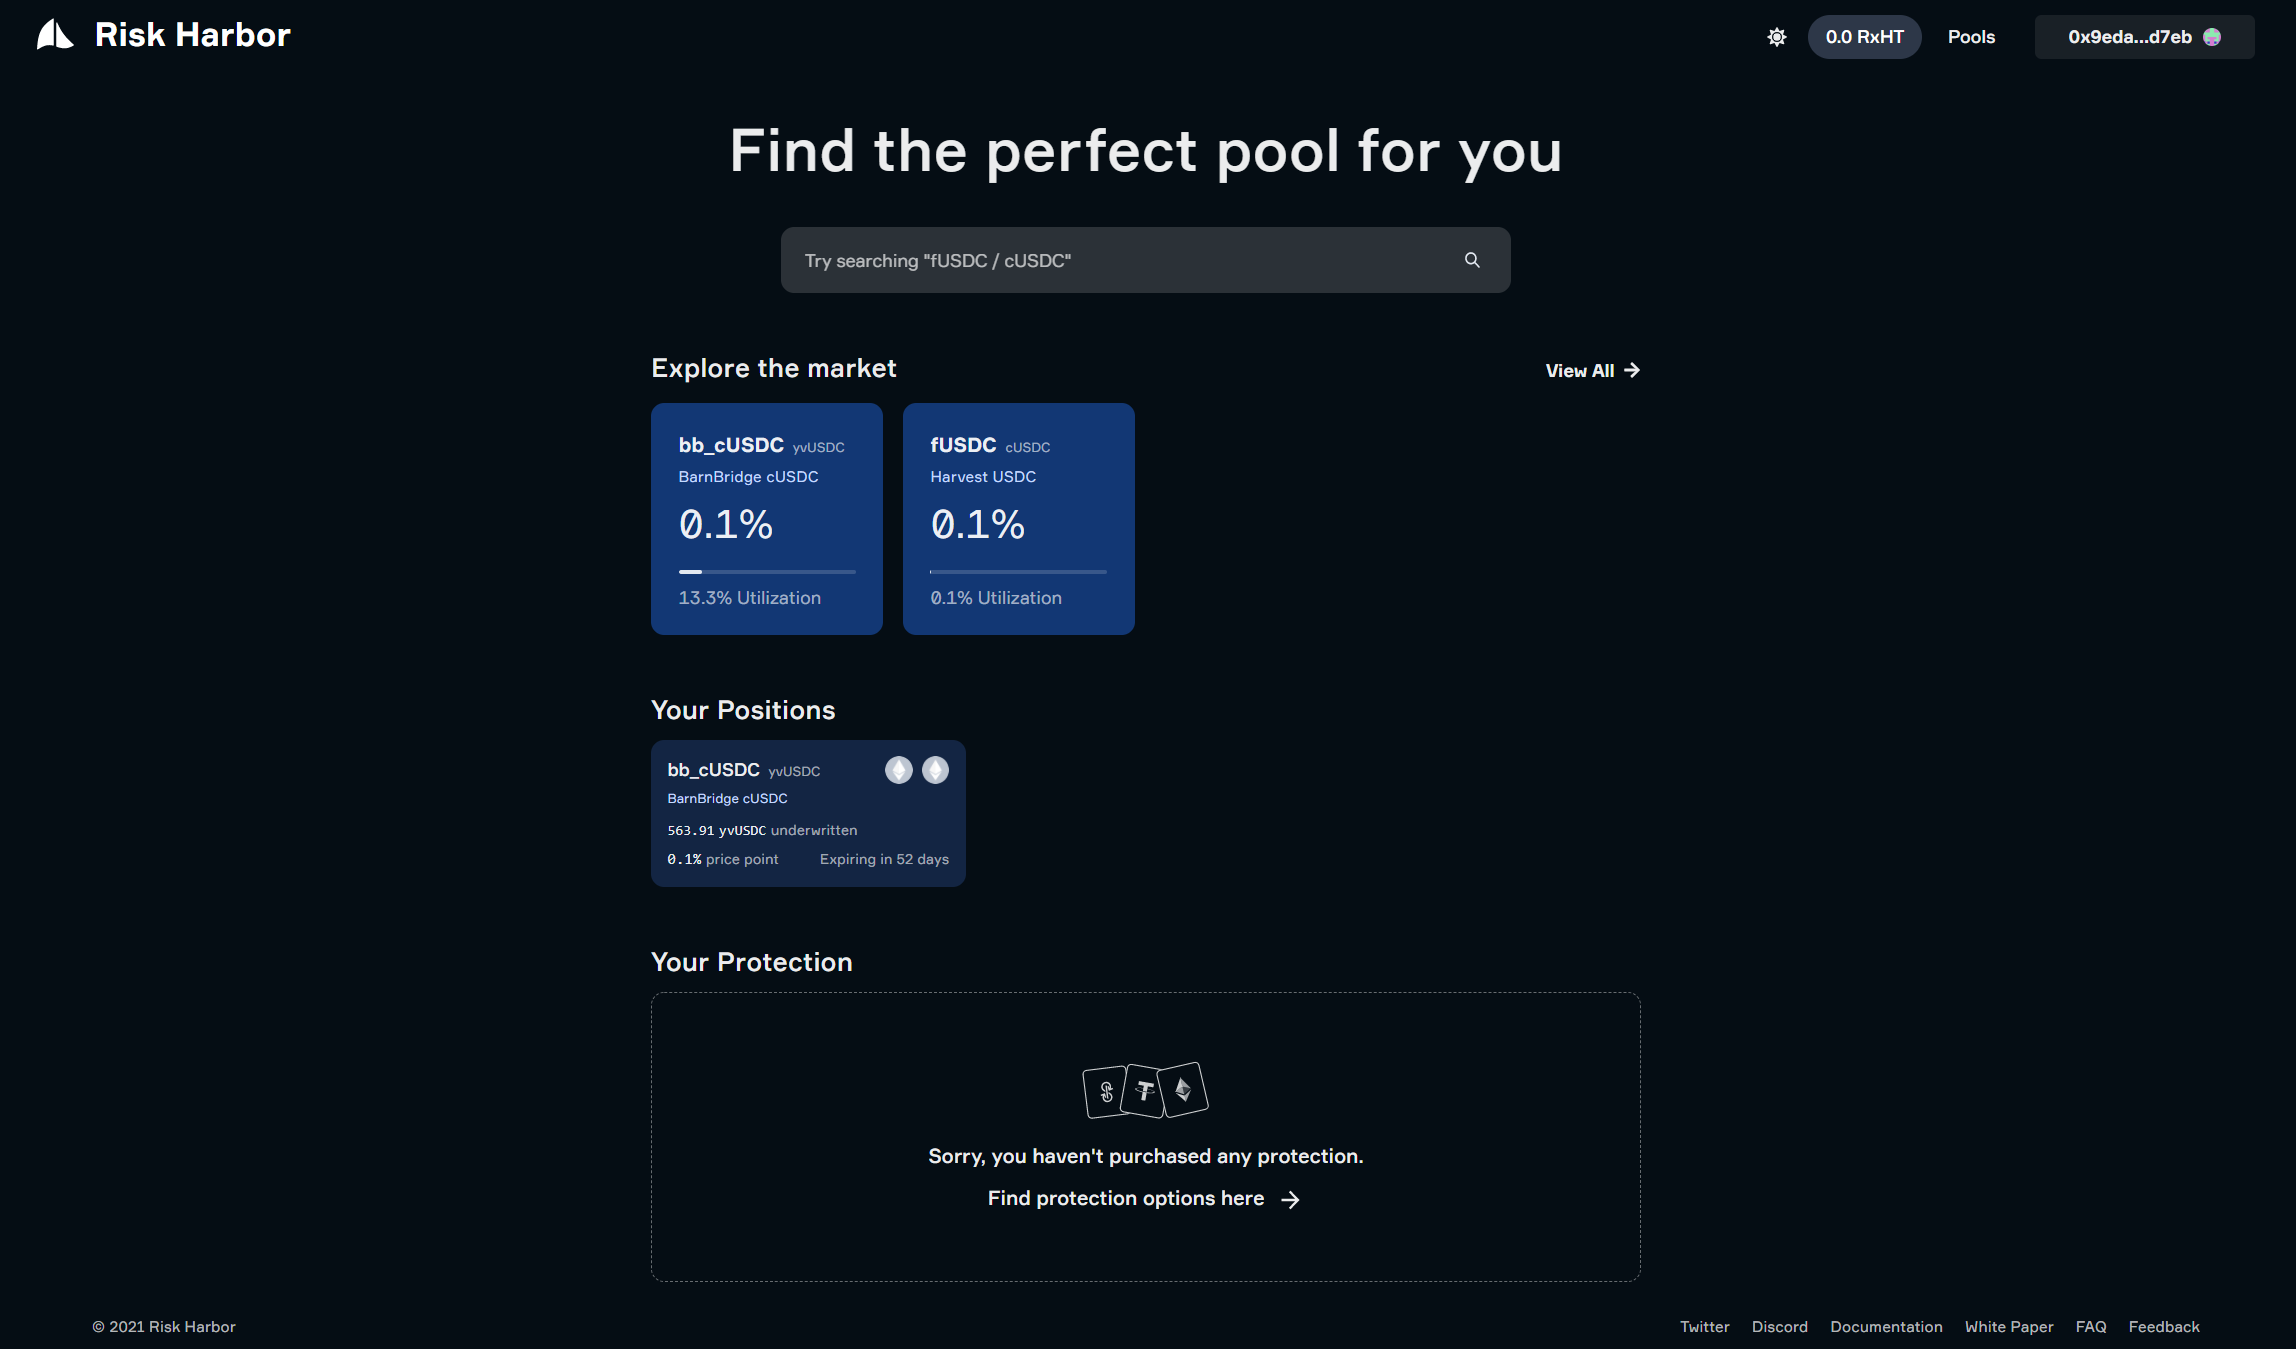 Risk Harbor
0.0 RxHT
Pools
0x9eda...d7eb
Find the perfect pool for you
Try searching "fUSDC / cUSDC"
Explore the market
View All
bb_cUSDC yvUSDC
BarnBridge cUSDC
0.1%
13.3% Utilization
fUSDC cUSDC
Harvest USDC
0.1%
0.1% Utilization
Your Positions
bb_cUSDC yvUSDC
BarnBridge cUSDC
563.91 yvUSDC underwritten
0.1% price point
Expiring in 52 days
Your Protection
Sorry, you haven't purchased any protection.
Find protection options here
© 2021 Risk Harbor
Twitter
Discord
Documentation
White Paper
FAQ
Feedback